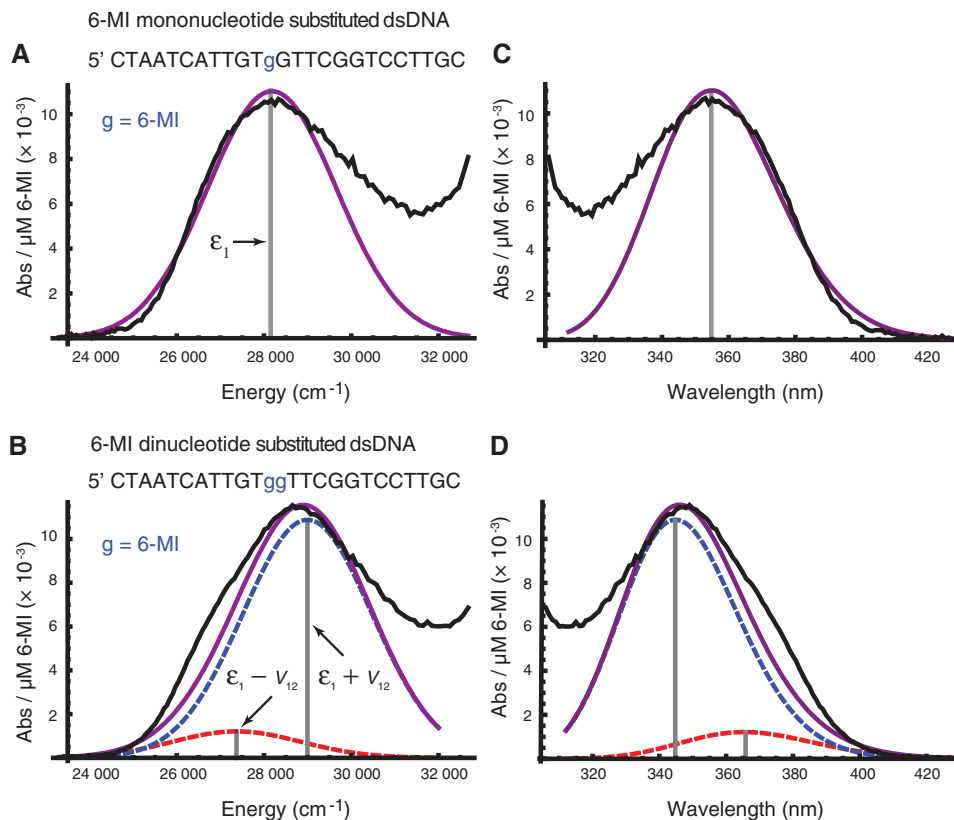 6-MI mononucleotide substituted dsDNA
A
5' CTAATCATTGTgGTTCGGTCCTTGC
g = 6-MI
Abs / µM 6-MI (× 10⁻³)
10
8
6
4
2
ε₁
24 000 26 000 28 000 30 000 32 000
Energy (cm⁻¹)
C
Abs / µM 6-MI (× 10⁻³)
10
8
6
4
2
320 340 360 380 400 420
Wavelength (nm)
B
6-MI dinucleotide substituted dsDNA
5' CTAATCATTGTggTTCGGTCCTTGC
g = 6-MI
Abs / µM 6-MI (× 10⁻³)
10
8
6
4
2
ε₁ − V₁₂
ε₁ + V₁₂
24 000 26 000 28 000 30 000 32 000
Energy (cm⁻¹)
D
Abs / µM 6-MI (× 10⁻³)
10
8
6
4
2
320 340 360 380 400 420
Wavelength (nm)